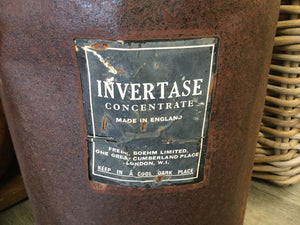 INVERTASE
CONCENTRATE
MADE IN ENGLAND
FREDK. BOEHM LIMITED,
ONE GREAT CUMBERLAND PLACE
LONDON, W.1.
KEEP IN A COOL DARK PLACE